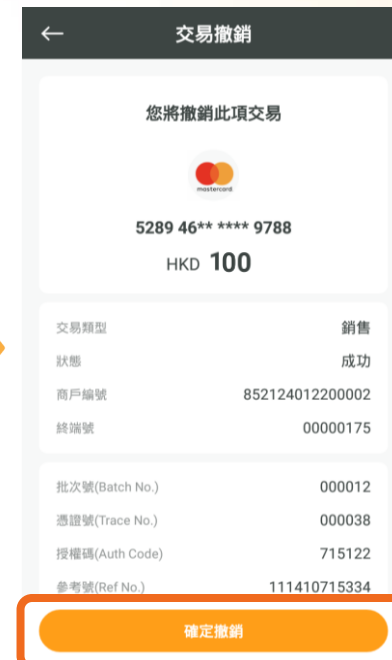 交易撤銷
您將撤銷此項交易
mastercard
5289 46** **** 9788
HKD 100
交易類型 銷售
狀態 成功
商戶編號 852124012200002
終端號 00000175
批次號(Batch No.) 000012
憑證號(Trace No.) 000038
授權碼(Auth Code) 715122
參考號(Ref No.) 111410715334
確定撤銷